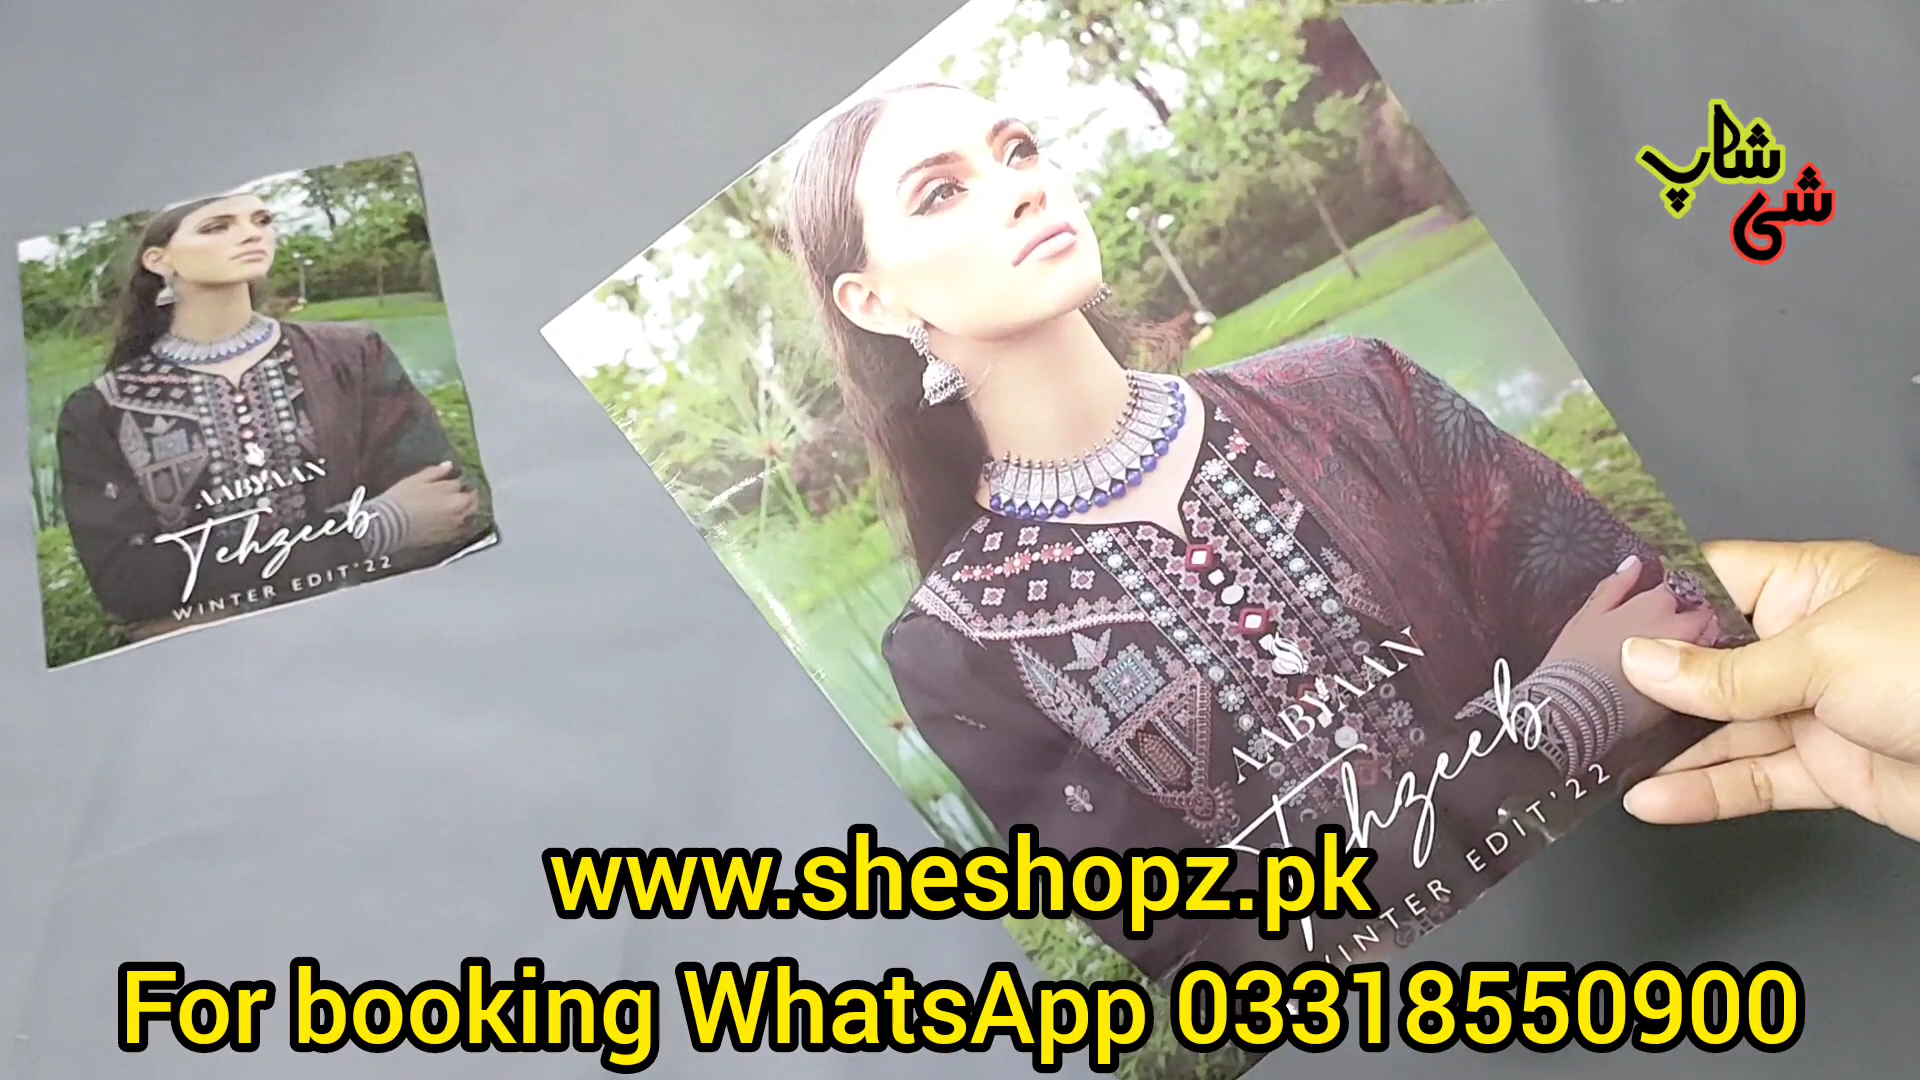 شی شاپ
AABYAAN
Tehzeeb
WINTER EDIT'22
AABYAAN
Tehzeeb
WINTER EDIT'22
www.sheshopz.pk
For booking WhatsApp 03318550900